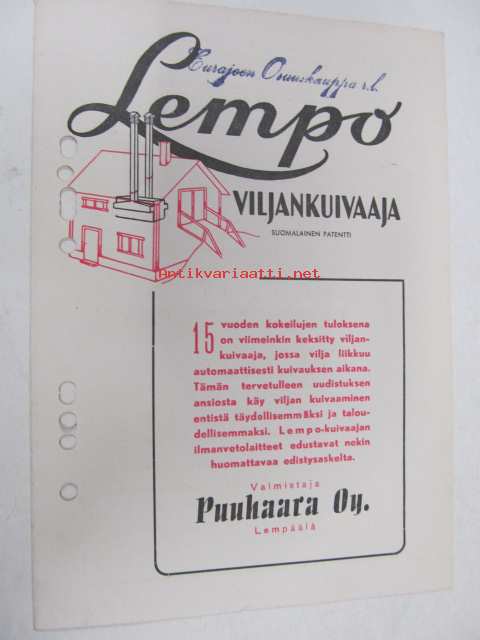 Eurajoen Osuuskauppa r.l.
Lempo
VILJANKUIVAAJA
SUOMALAINEN PATENTTI
Antikvariaatti.net
15 vuoden kokeilujen tuloksena
on viimeinkin keksitty viljan-
kuivaaja, jossa vilja liikkuu
automaattisesti kuivauksen aikana.
Tämän tervetulleen uudistuksen
ansiosta käy viljan kuivaaminen
entistä täydellisemmäksi ja talou-
dellisemmaksi. Lempo-kuivaajan
ilmanvetolaitteet edustavat nekin
huomattavaa edistysaskelta.
Valmistaja
Puuhaara Oy.
Lempäälä